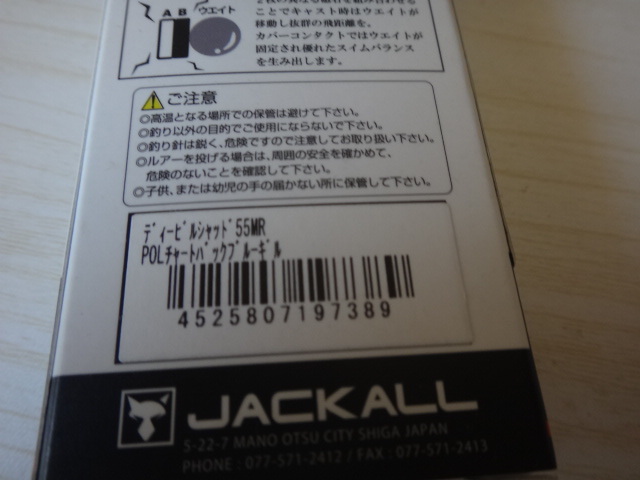 A B ウエイト
ことでキャスト時はウエイトが
移動し抜群の飛距離を。
カバーコンタクトではウエイトが
固定され優れたスイムバランス
を生み出します。
ご注意
◎高温となる場所での保管は避けて下さい。
◎釣り以外の目的でご使用にならないで下さい。
◎釣り針は鋭く、危険ですので注意してお取り扱い下さい。
◎ルアーを投げる場合は、周囲の安全を確かめて、
危険のないことを確認して下さい。
◎子供、または幼児の手の届かない所に保管して下さい。
ディービルシャッド55MR
POLチャートバックブルーギル
4525807197389
JACKALL
S-22-7 MANO OTSU CITY SHIGA JAPAN
PHONE : 077-571-2412 / FAX : 077-571-2413